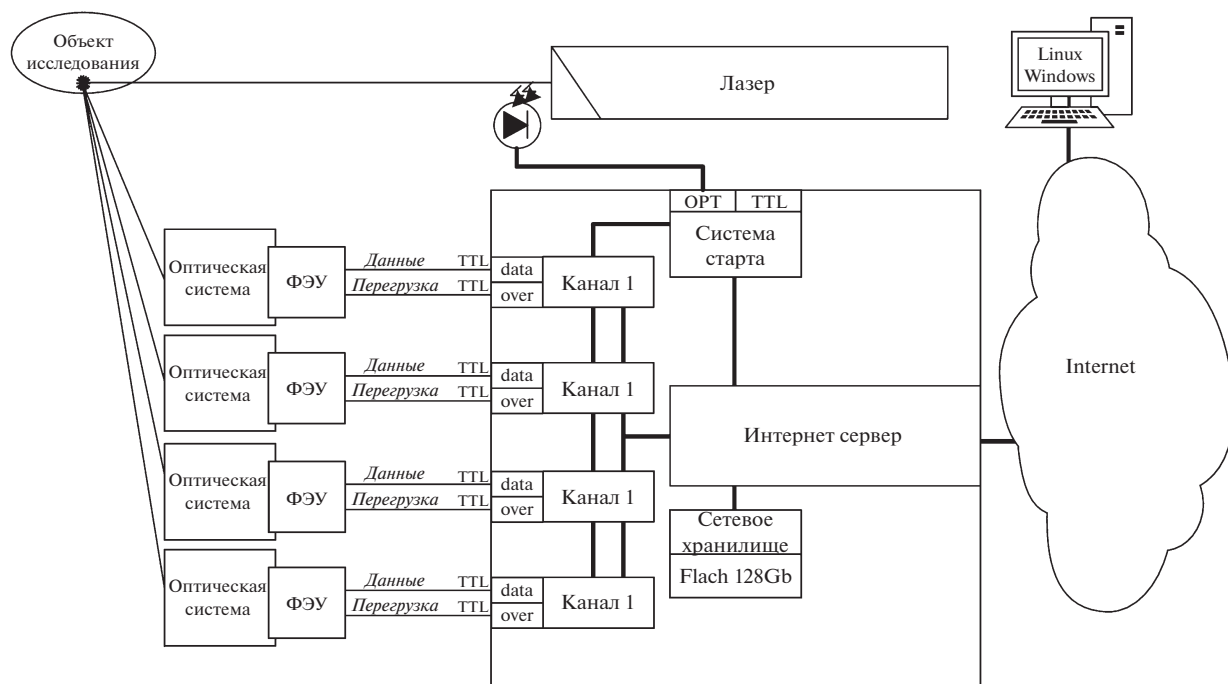 Объект
исследования
Лазер
Linux
Windows
OPT TTL
Система
старта
Оптическая
система
ФЭУ
Данные TTL
Перегрузка TTL
data
over
Канал 1
Оптическая
система
ФЭУ
Данные TTL
Перегрузка TTL
data
over
Канал 1
Internet
Интернет сервер
Оптическая
система
ФЭУ
Данные TTL
Перегрузка TTL
data
over
Канал 1
Сетевое
хранилище
Flach 128Gb
Оптическая
система
ФЭУ
Данные TTL
Перегрузка TTL
data
over
Канал 1